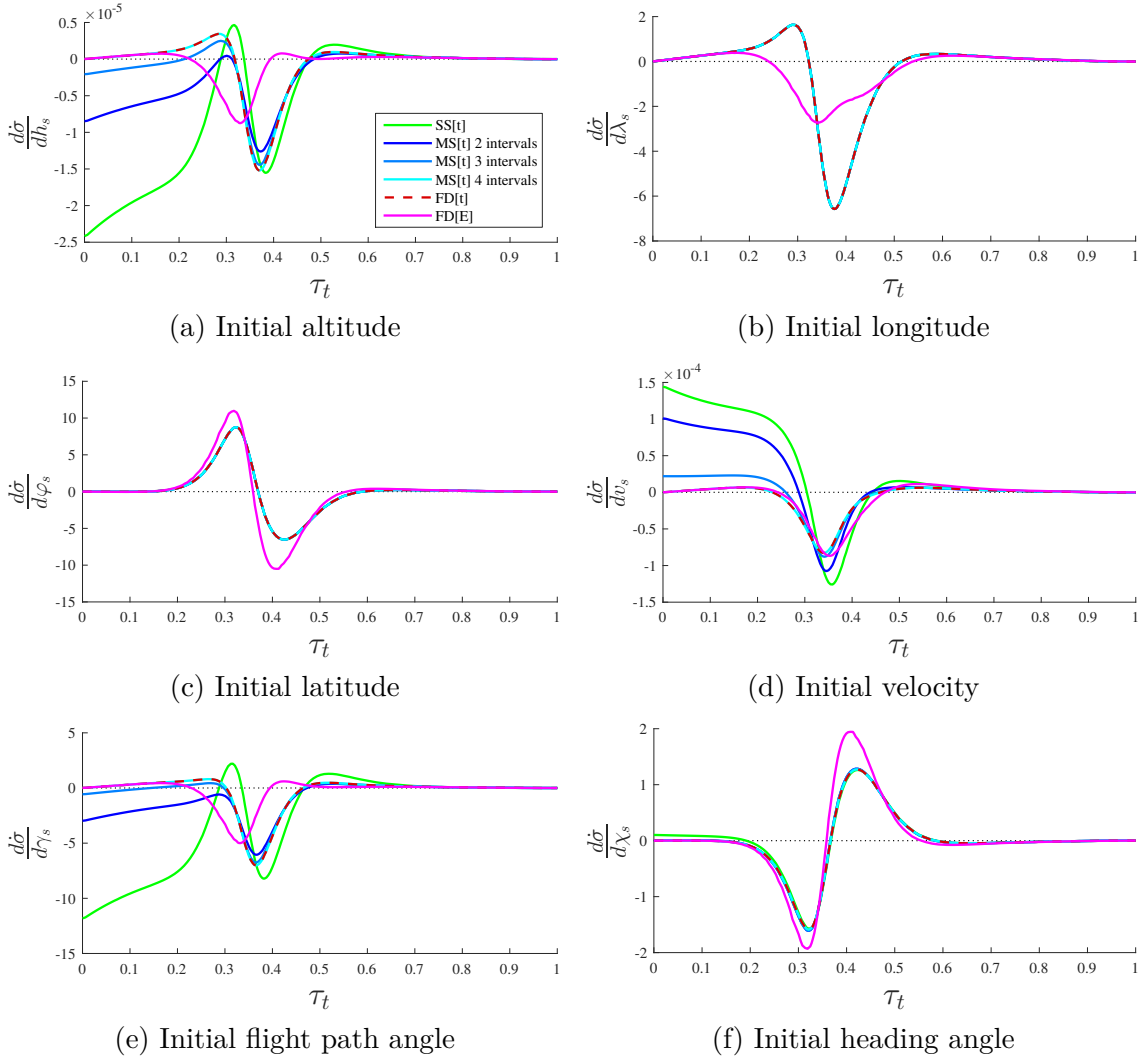 ×10⁻⁵
0.5
0
-0.5
-1
-1.5
-2
-2.5
dσ̇
dh_s
0 0.1 0.2 0.3 0.4 0.5 0.6 0.7 0.8 0.9 1
τ_t
SS[t]
MS[t] 2 intervals
MS[t] 3 intervals
MS[t] 4 intervals
FD[t]
FD[E]
(a) Initial altitude
2
0
-2
-4
-6
-8
dσ̇
dλ_s
0 0.1 0.2 0.3 0.4 0.5 0.6 0.7 0.8 0.9 1
τ_t
(b) Initial longitude
15
10
5
0
-5
-10
-15
dσ̇
dφ_s
0 0.1 0.2 0.3 0.4 0.5 0.6 0.7 0.8 0.9 1
τ_t
(c) Initial latitude
×10⁻⁴
1.5
1
0.5
0
-0.5
-1
-1.5
dσ̇
dv_s
0 0.1 0.2 0.3 0.4 0.5 0.6 0.7 0.8 0.9 1
τ_t
(d) Initial velocity
5
0
-5
-10
-15
dσ̇
dγ_s
0 0.1 0.2 0.3 0.4 0.5 0.6 0.7 0.8 0.9 1
τ_t
(e) Initial flight path angle
2
1
0
-1
-2
dσ̇
dχ_s
0 0.1 0.2 0.3 0.4 0.5 0.6 0.7 0.8 0.9 1
τ_t
(f) Initial heading angle